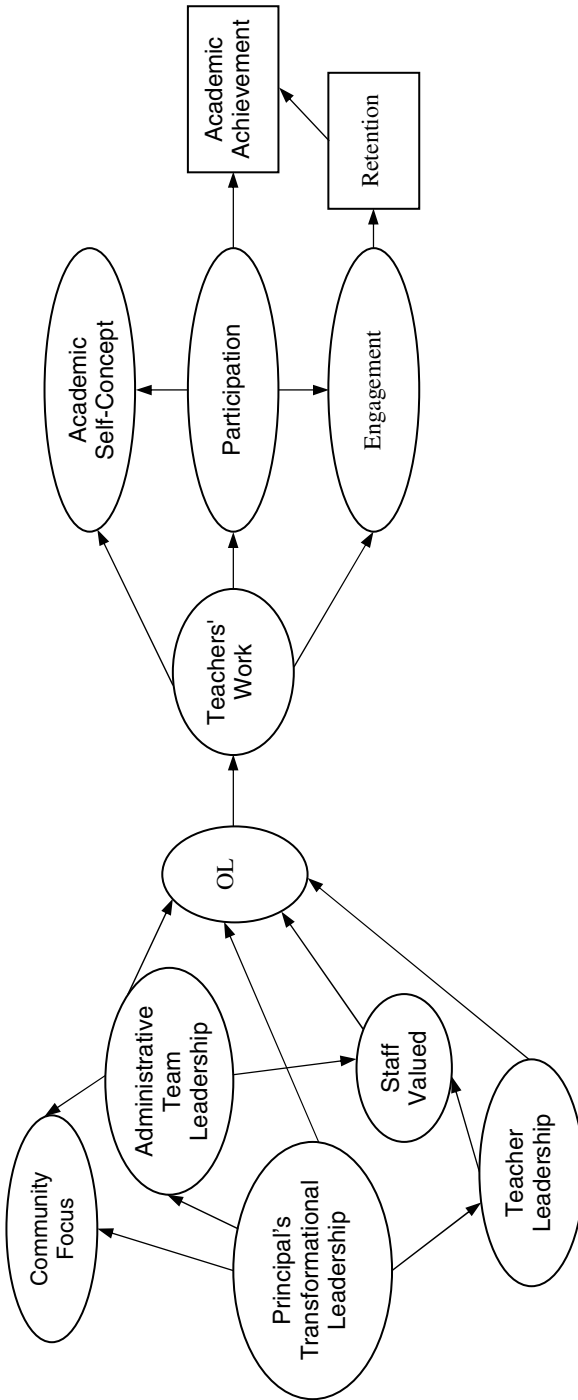 Community
Focus
Administrative
Team
Leadership
Principal's
Transformational
Leadership
Staff
Valued
Teacher
Leadership
OL
Teachers'
Work
Academic
Self-Concept
Participation
Engagement
Academic
Achievement
Retention